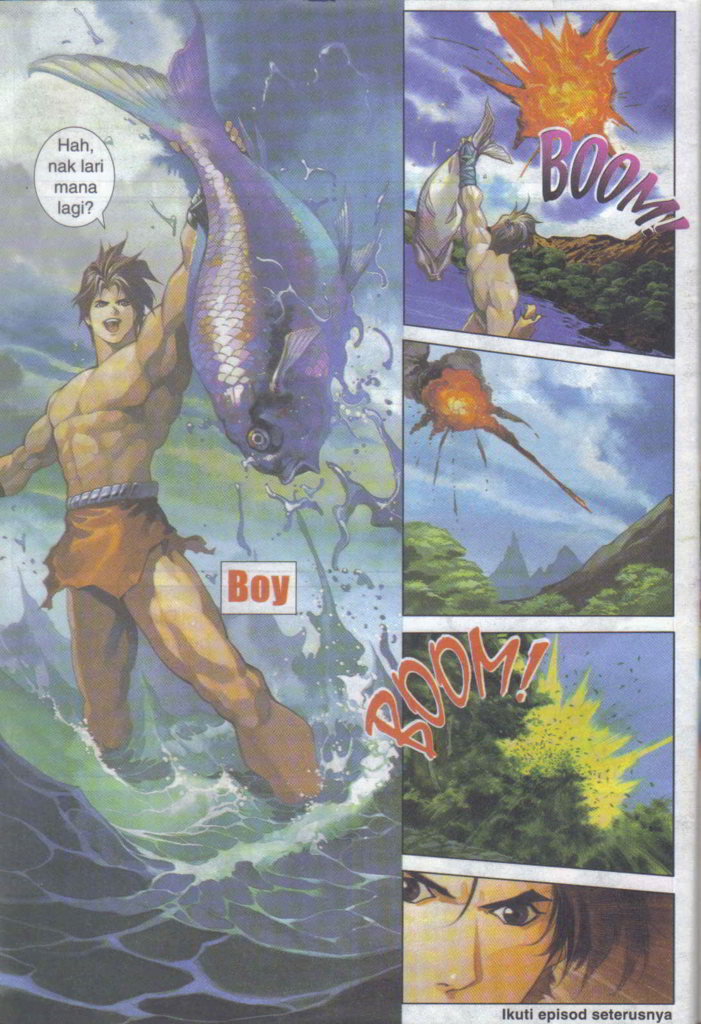 Hah,
nak lari
mana
lagi?
Boy
BOOM!
BOOM!
Ikuti episod seterusnya